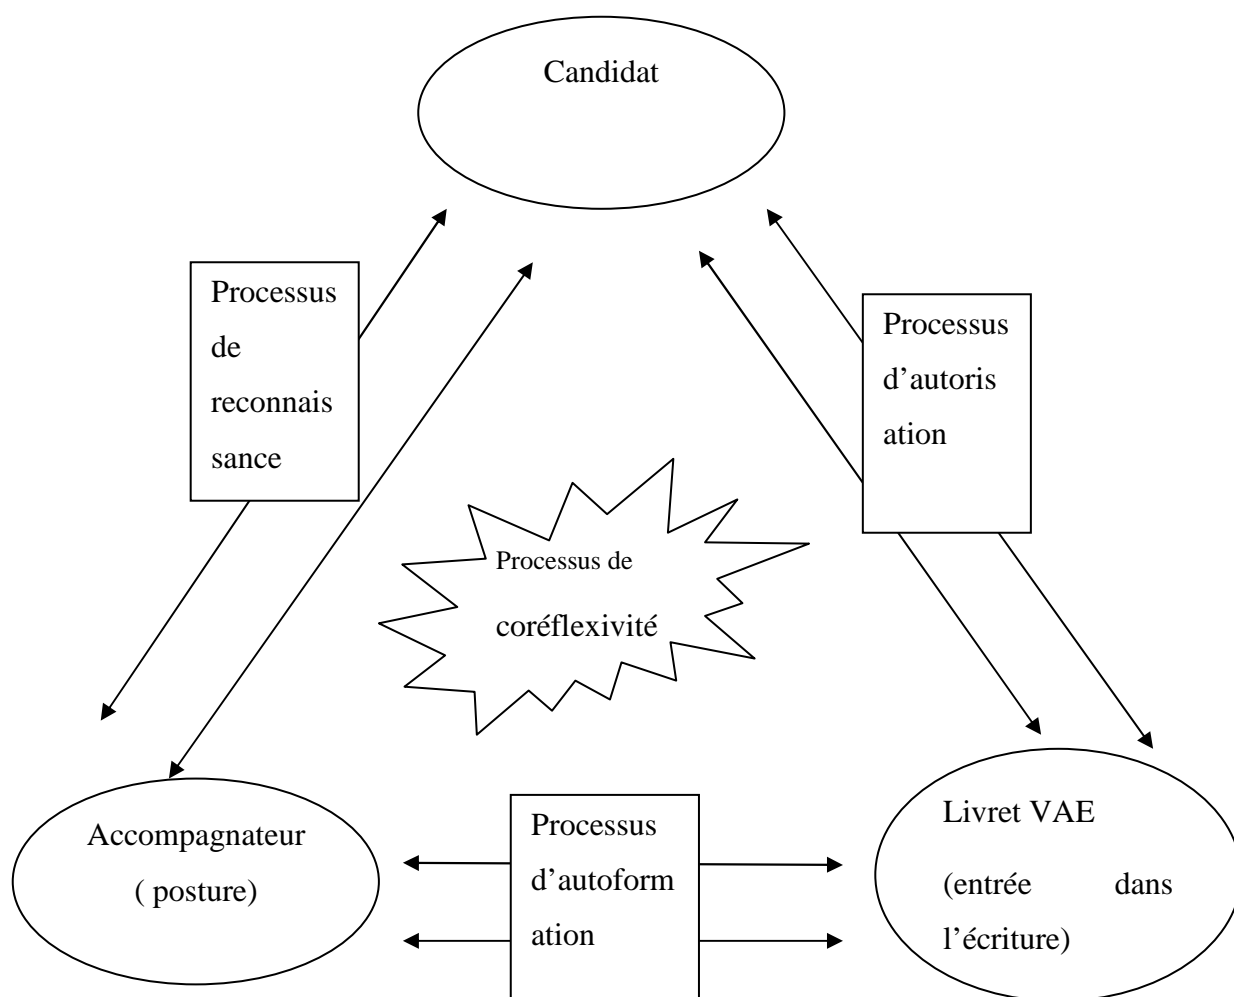 Candidat
Processus
de
reconnais
sance
Processus
d’autoris
ation
Processus de
coréflexivité
Accompagnateur
( posture)
Processus
d’autoform
ation
Livret VAE
(entrée dans
l’écriture)